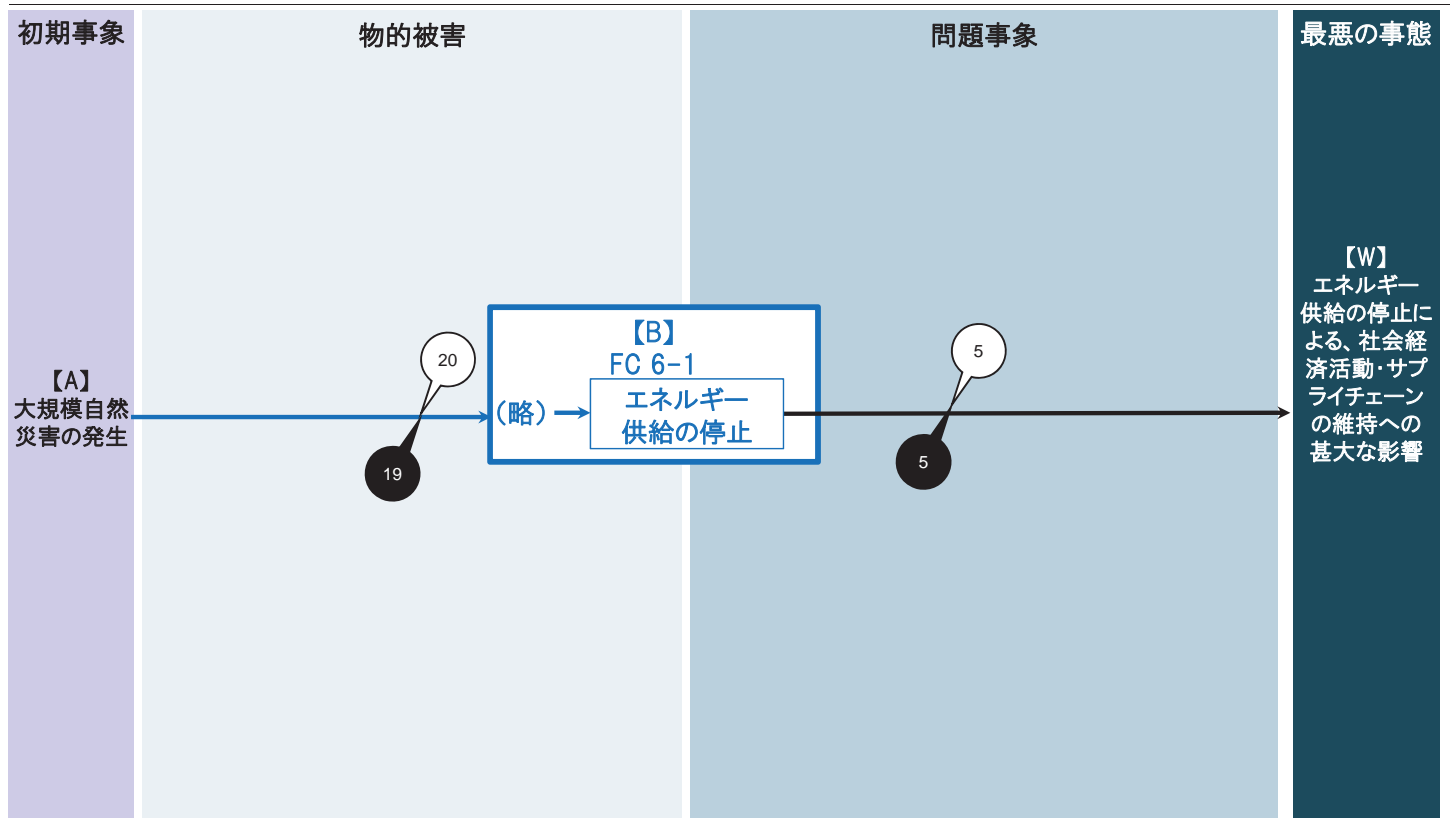 初期事象
物的被害
問題事象
最悪の事態
【A】
大規模自然
災害の発生
20
19
【B】
FC 6-1
(略)
エネルギー
供給の停止
5
5
【W】
エネルギー
供給の停止に
よる、社会経
済活動・サプ
ライチェーン
の維持への
甚大な影響